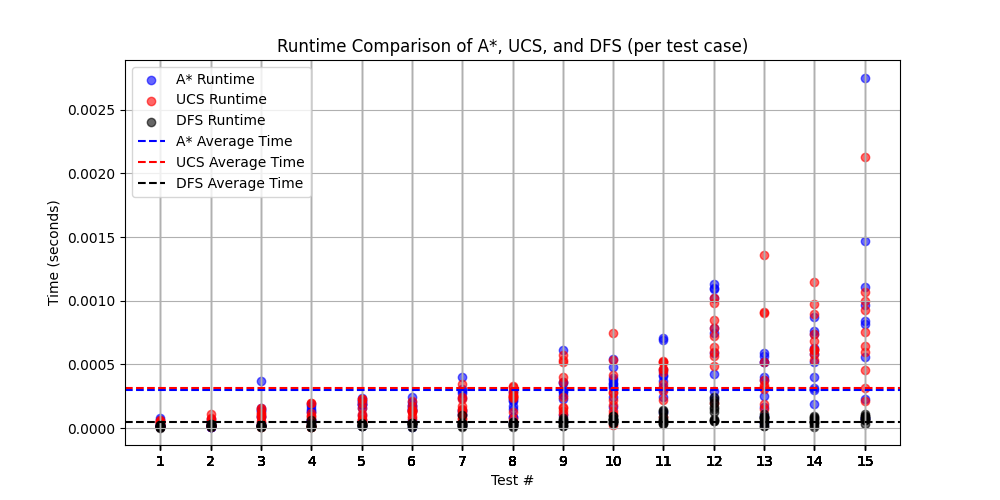 Runtime Comparison of A*, UCS, and DFS (per test case)
A* Runtime
UCS Runtime
DFS Runtime
A* Average Time
UCS Average Time
DFS Average Time
0.0025
0.0020
0.0015
0.0010
0.0005
0.0000
Time (seconds)
1 2 3 4 5 6 7 8 9 10 11 12 13 14 15
Test #